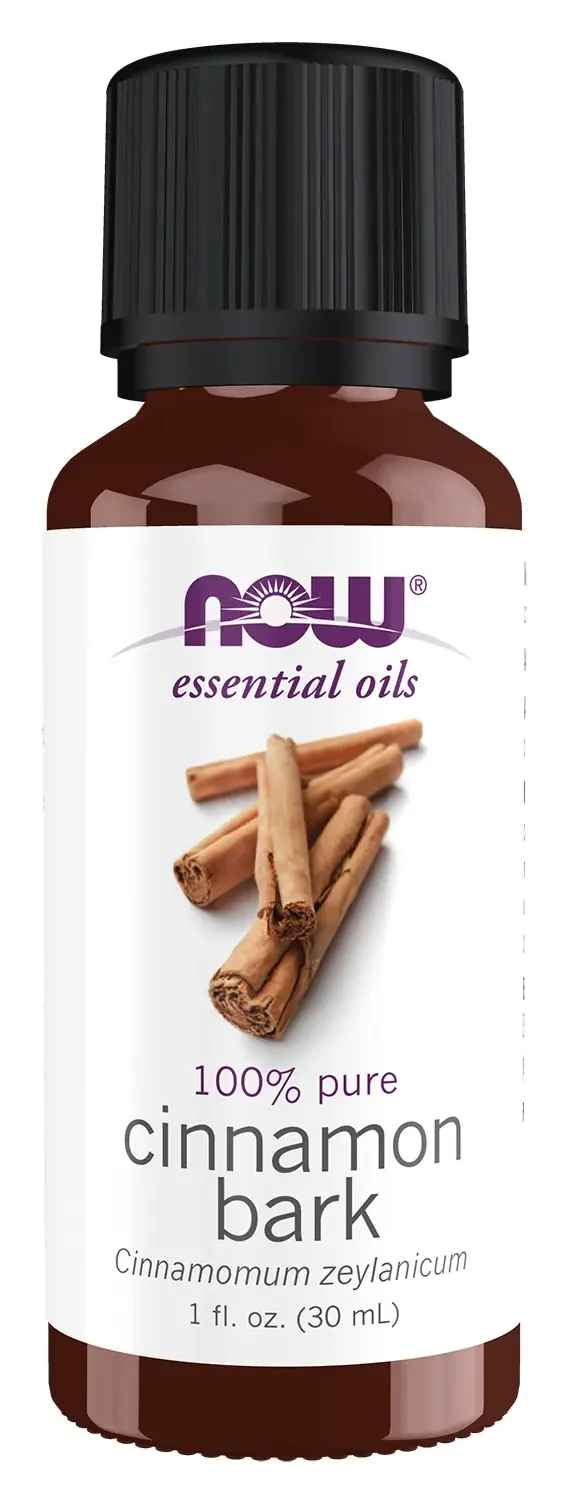 NOW®
essential oils
100% pure
cinnamon
bark
Cinnamomum zeylanicum
1 fl. oz. (30 mL)